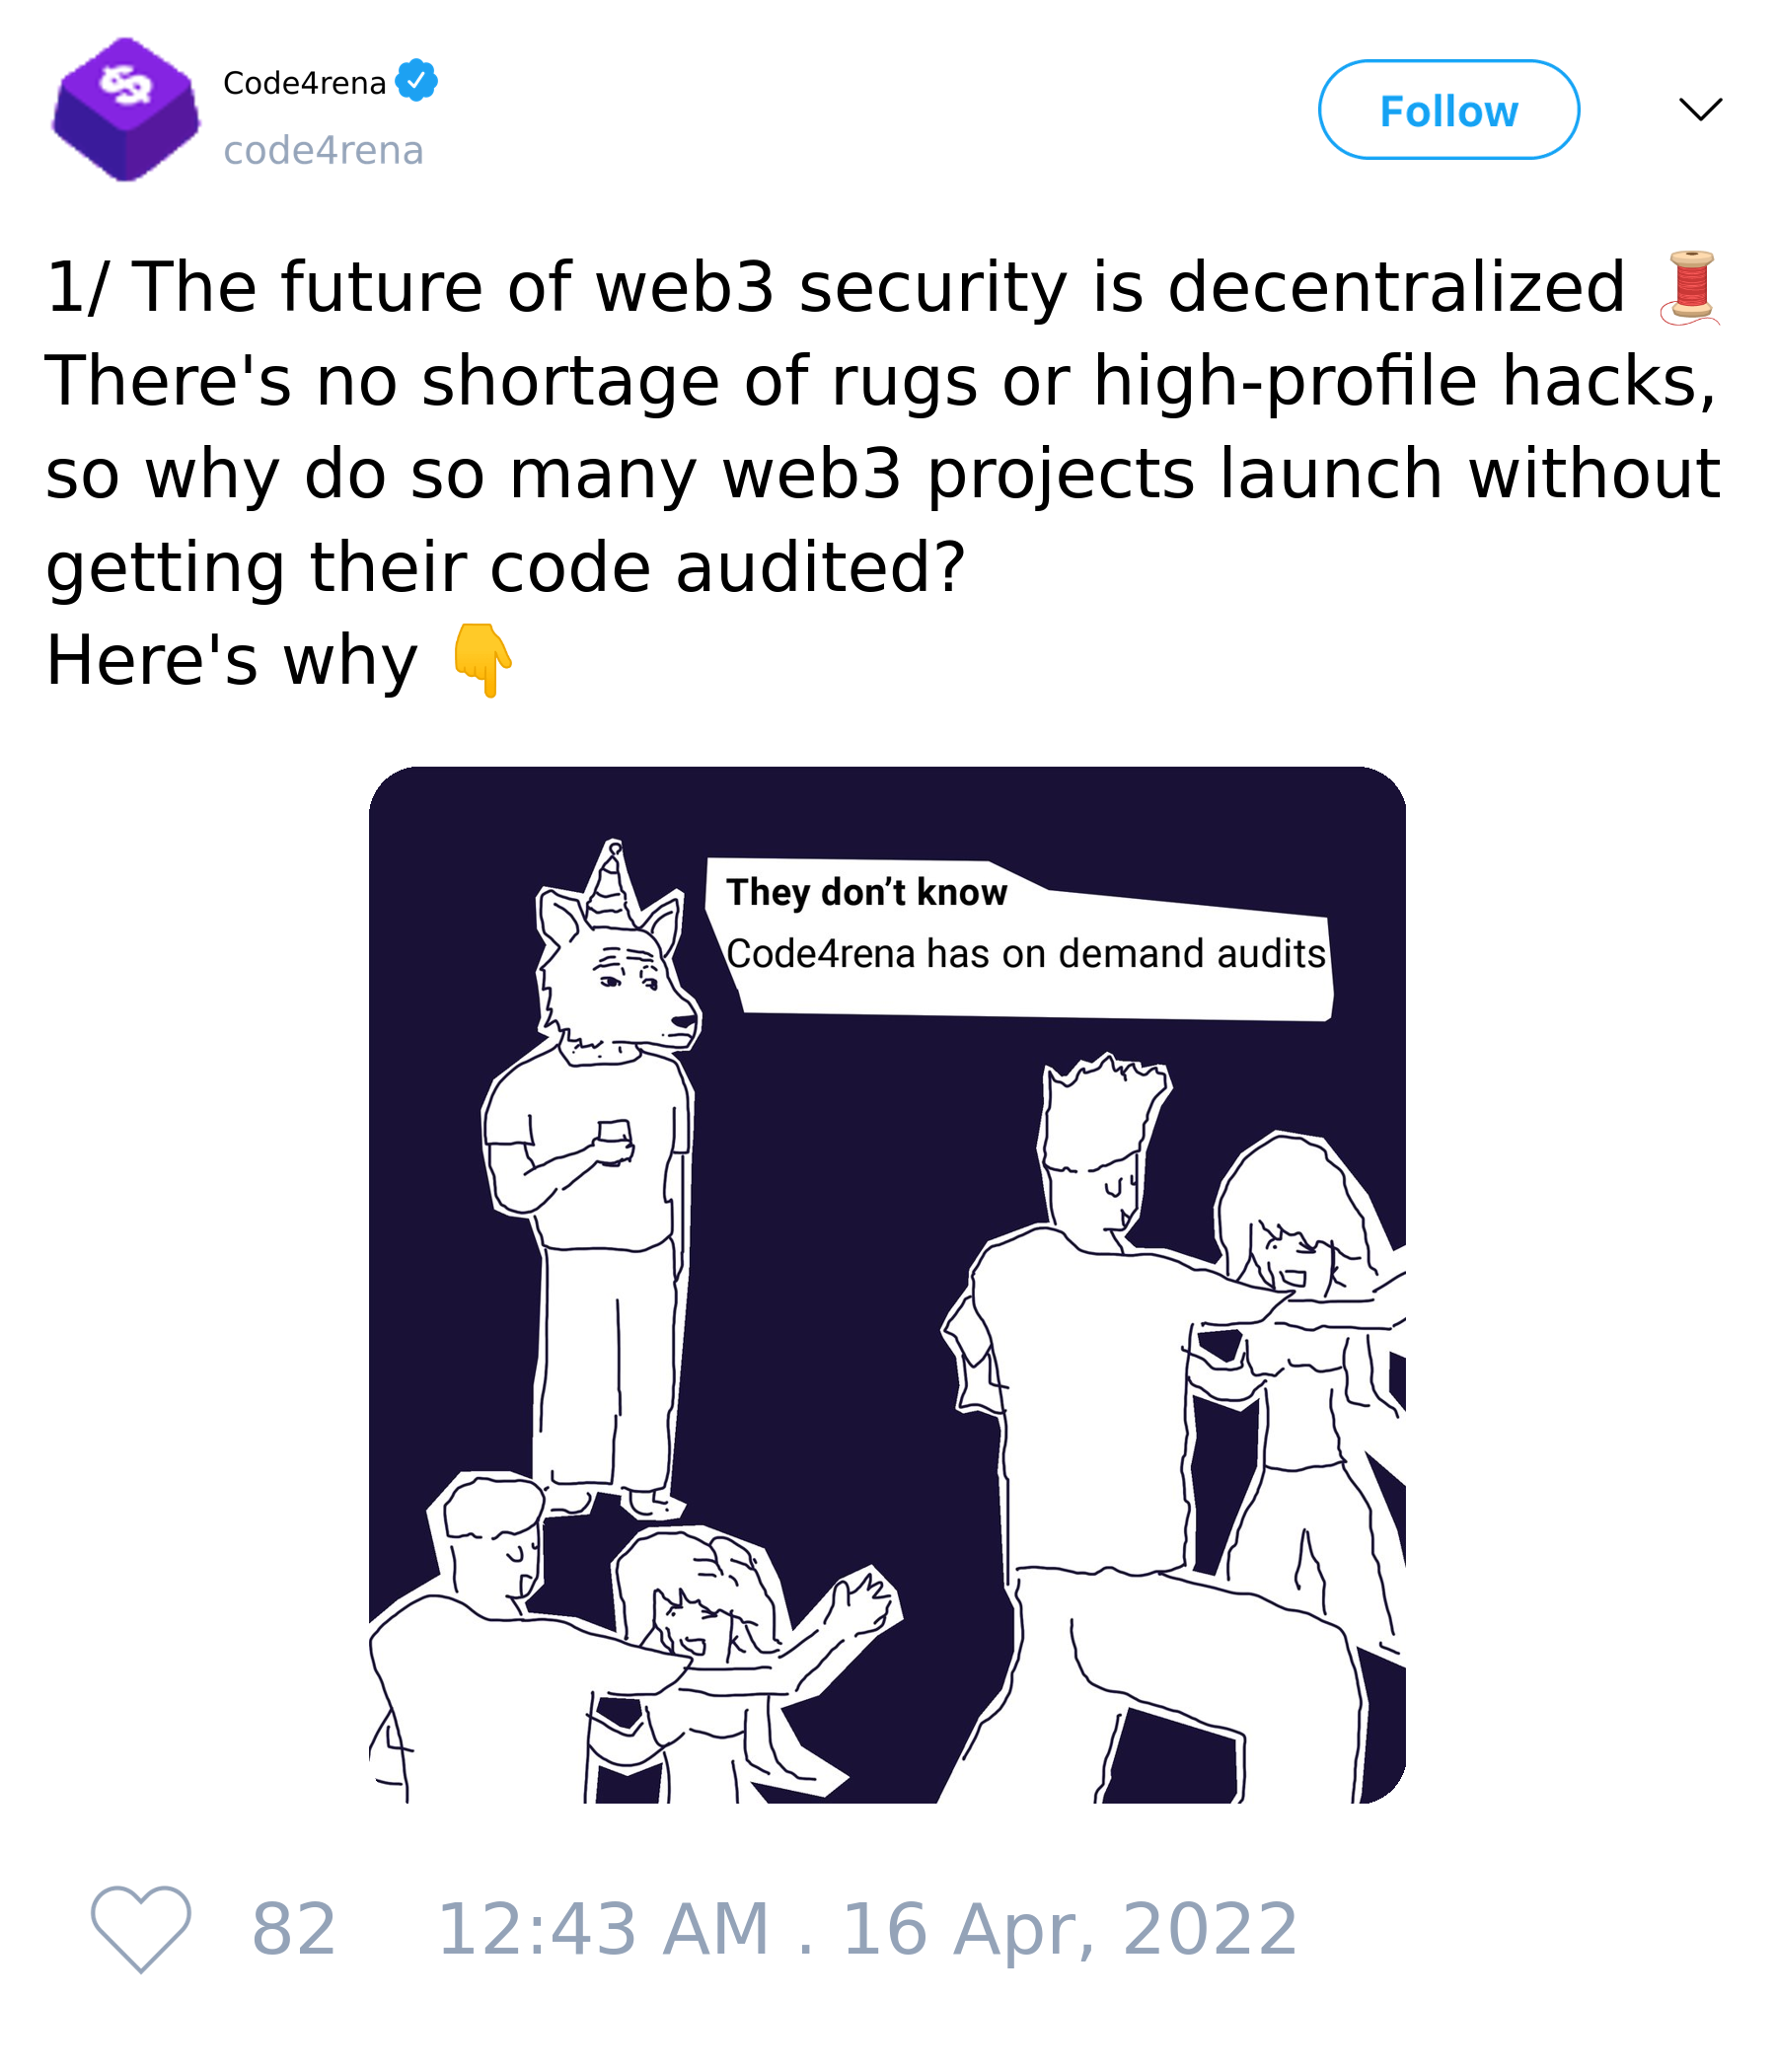 Code4rena
code4rena
Follow
1/ The future of web3 security is decentralized 🧵
There's no shortage of rugs or high-profile hacks,
so why do so many web3 projects launch without
getting their code audited?
Here's why 👇
They don’t know
Code4rena has on demand audits
82 12:43 AM . 16 Apr, 2022